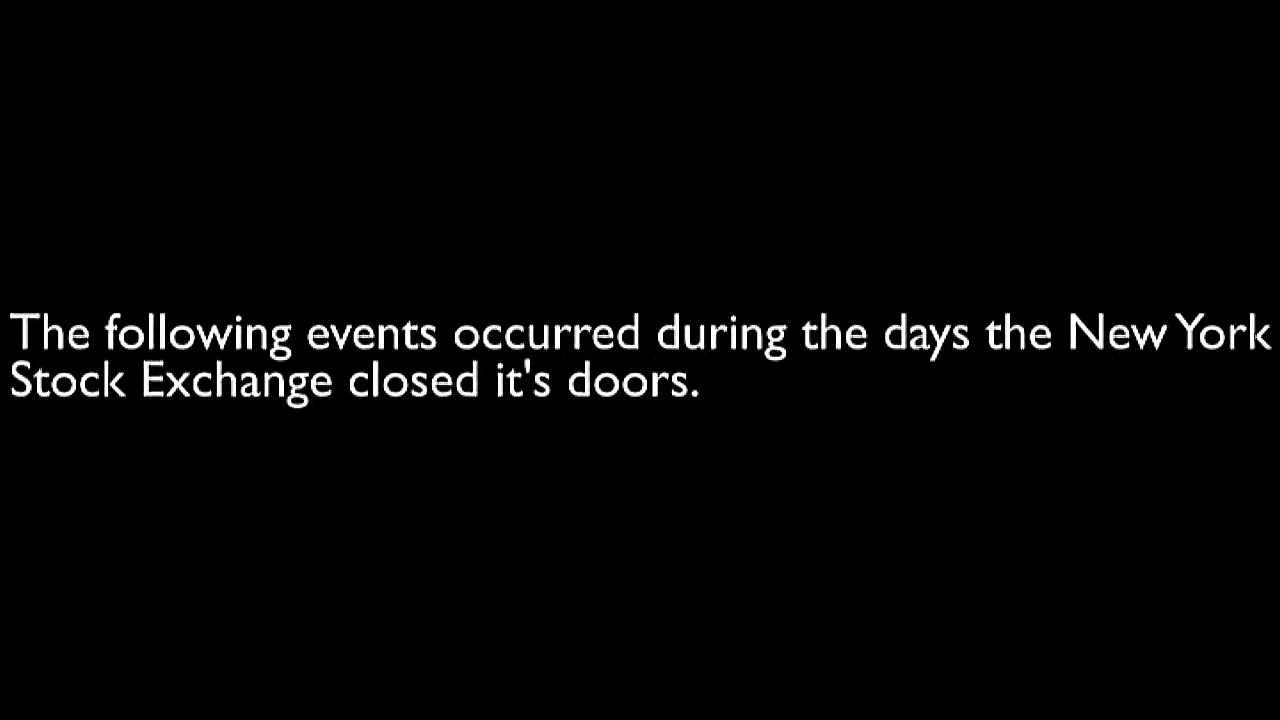 The following events occurred during the days the New York
Stock Exchange closed it's doors.